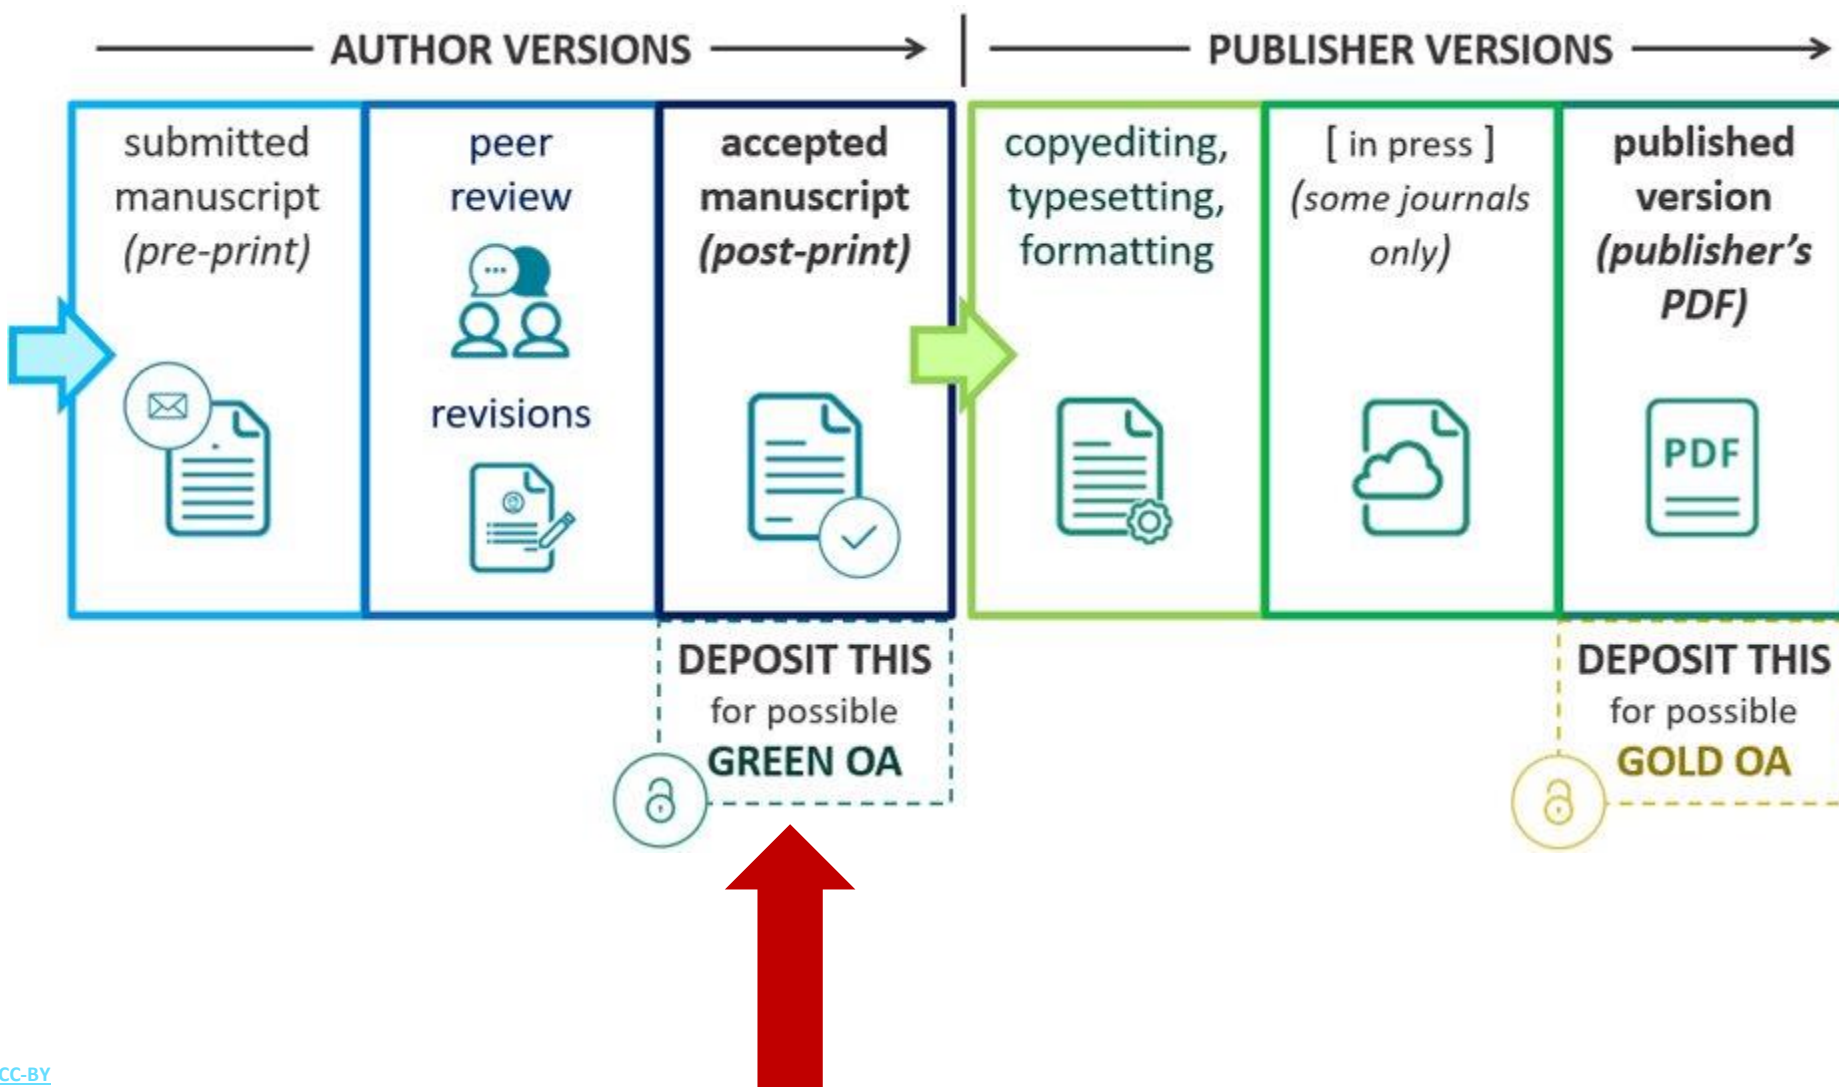 AUTHOR VERSIONS
PUBLISHER VERSIONS
submitted
manuscript
(pre-print)
peer
review
revisions
accepted
manuscript
(post-print)
copyediting,
typesetting,
formatting
[ in press ]
(some journals
only)
published
version
(publisher's
PDF)
PDF
DEPOSIT THIS
for possible
GREEN OA
DEPOSIT THIS
for possible
GOLD OA
CC-BY